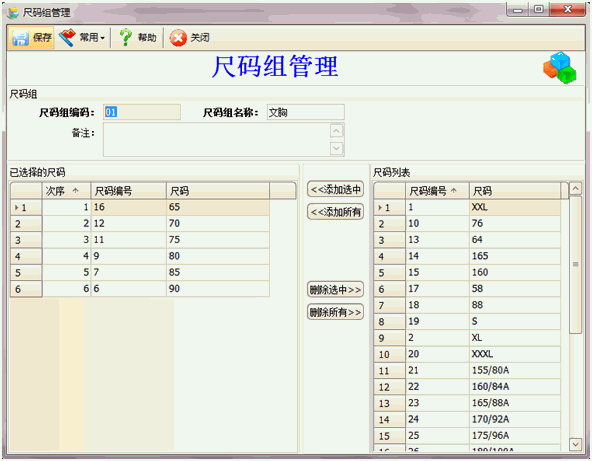 尺码组管理
保存 常用 帮助 关闭
尺码组管理
尺码组
尺码组编码: 01 尺码组名称: 文胸
备注:
已选择的尺码
次序 尺码编号 尺码
1 1 16 65
2 2 12 70
3 3 11 75
4 4 9 80
5 5 7 85
6 6 6 90
<<添加选中
<<添加所有
删除选中>>
删除所有>>
尺码列表
尺码编号 尺码
1 1 XXL
2 10 76
3 13 64
4 14 165
5 15 160
6 17 58
7 18 88
8 19 S
9 2 XL
10 20 XXXL
11 21 155/80A
12 22 160/84A
13 23 165/88A
14 24 170/92A
15 25 175/96A
16 26 180/100A